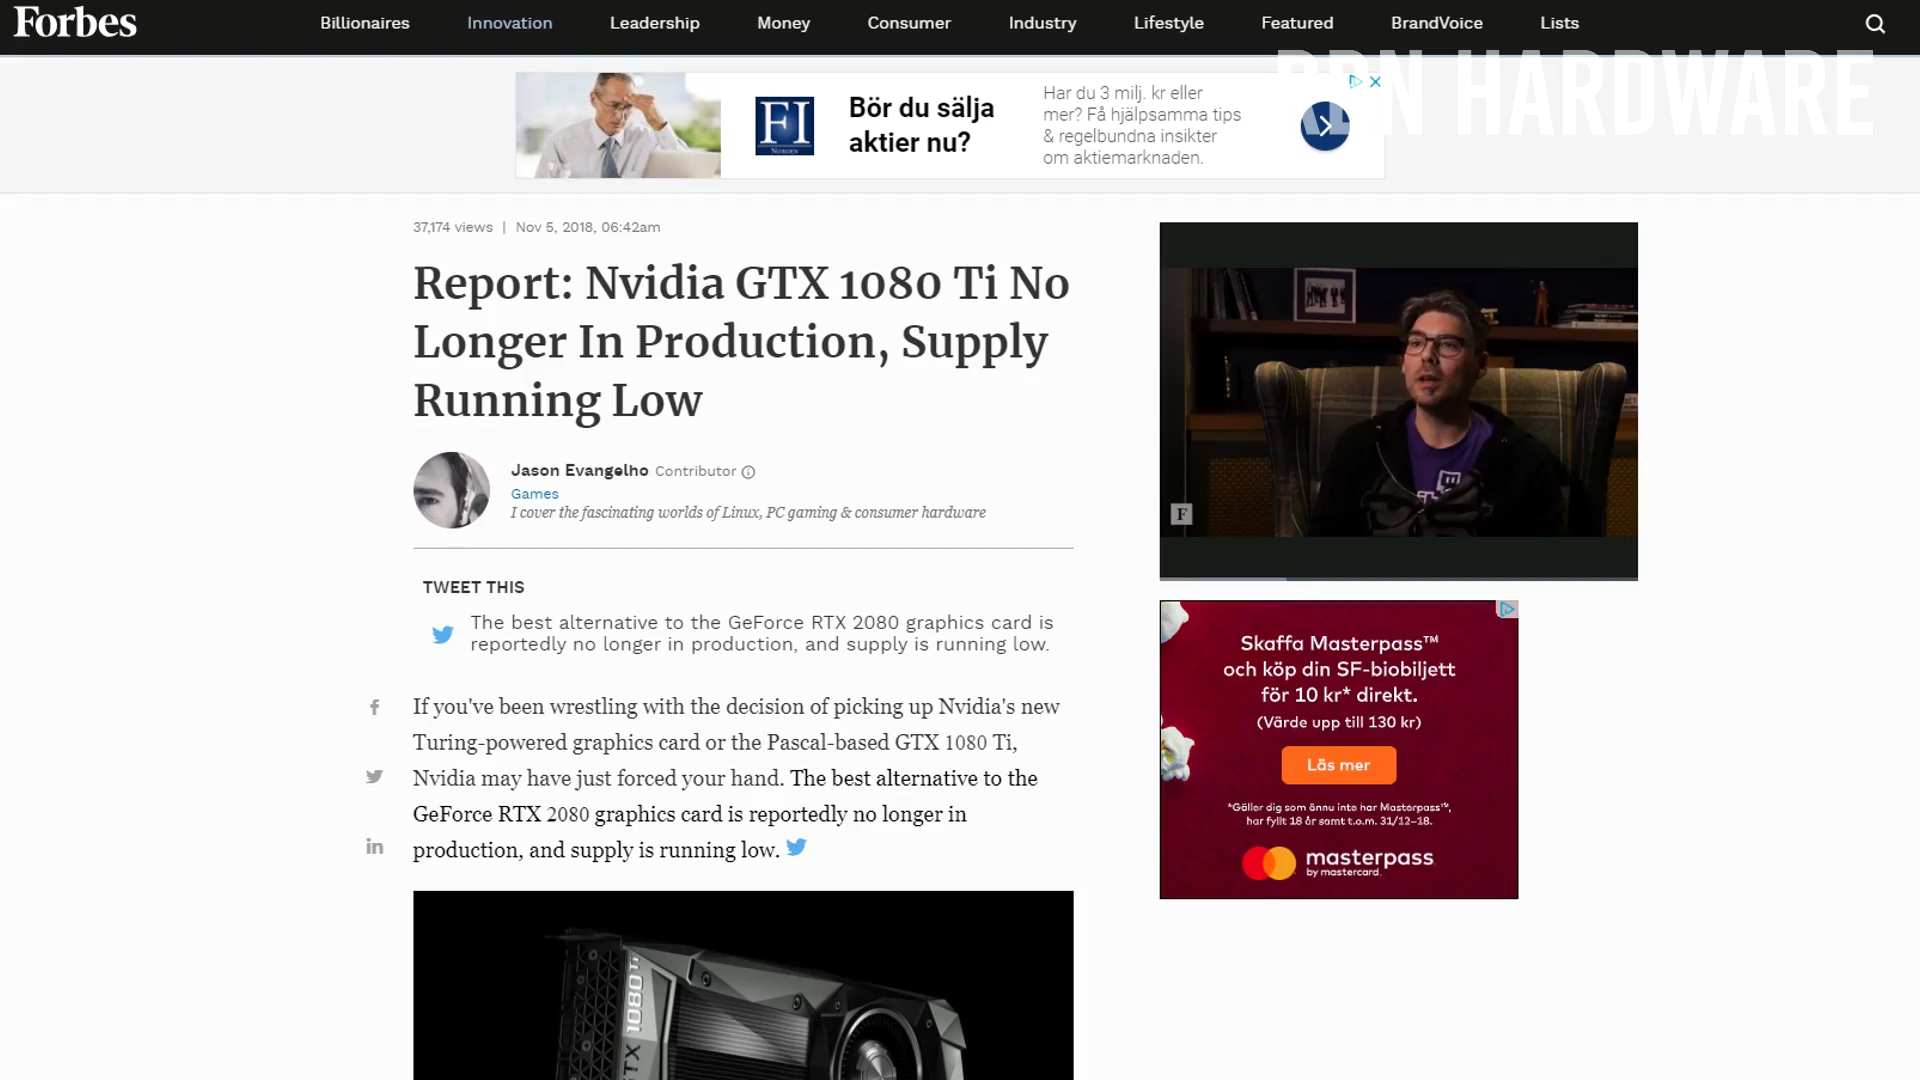 Forbes
Billionaires
Innovation
Leadership
Money
Consumer
Industry
Lifestyle
Featured
BrandVoice
Lists
HARDWARE
FI
NORDEN
Bör du sälja
aktier nu?
Har du 3 milj. kr eller
mer? Få hjälpsamma tips
& regelbundna insikter
om aktiemarknaden.
37,174 views | Nov 5, 2018, 06:42am
Report: Nvidia GTX 1080 Ti No
Longer In Production, Supply
Running Low
Jason Evangelho Contributor
Games
I cover the fascinating worlds of Linux, PC gaming & consumer hardware
TWEET THIS
The best alternative to the GeForce RTX 2080 graphics card is
reportedly no longer in production, and supply is running low.
If you've been wrestling with the decision of picking up Nvidia's new
Turing-powered graphics card or the Pascal-based GTX 1080 Ti,
Nvidia may have just forced your hand. The best alternative to the
GeForce RTX 2080 graphics card is reportedly no longer in
production, and supply is running low.
GTX 1080 Ti
F
Skaffa Masterpass™
och köp din SF-biobiljett
för 10 kr* direkt.
(Värde upp till 130 kr)
Läs mer
*Gäller dig som ännu inte har Masterpass™,
har fyllt 18 år samt t.o.m. 31/12–18.
masterpass
by mastercard.